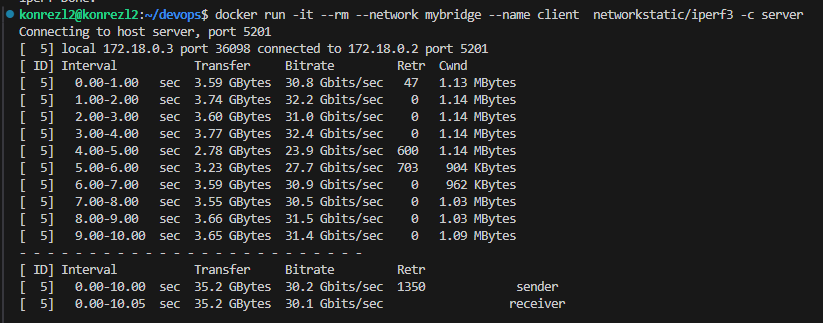 iperf Done.
konrezl2@konrezl2:~/devops$ docker run -it --rm --network mybridge --name client  networkstatic/iperf3 -c server
Connecting to host server, port 5201
[  5] local 172.18.0.3 port 36098 connected to 172.18.0.2 port 5201
[ ID] Interval           Transfer     Bitrate         Retr  Cwnd
[  5]   0.00-1.00   sec  3.59 GBytes  30.8 Gbits/sec   47   1.13 MBytes
[  5]   1.00-2.00   sec  3.74 GBytes  32.2 Gbits/sec    0   1.14 MBytes
[  5]   2.00-3.00   sec  3.60 GBytes  31.0 Gbits/sec    0   1.14 MBytes
[  5]   3.00-4.00   sec  3.77 GBytes  32.4 Gbits/sec    0   1.14 MBytes
[  5]   4.00-5.00   sec  2.78 GBytes  23.9 Gbits/sec  600   1.14 MBytes
[  5]   5.00-6.00   sec  3.23 GBytes  27.7 Gbits/sec  703    904 KBytes
[  5]   6.00-7.00   sec  3.59 GBytes  30.9 Gbits/sec    0    962 KBytes
[  5]   7.00-8.00   sec  3.55 GBytes  30.5 Gbits/sec    0   1.03 MBytes
[  5]   8.00-9.00   sec  3.66 GBytes  31.5 Gbits/sec    0   1.03 MBytes
[  5]   9.00-10.00  sec  3.65 GBytes  31.4 Gbits/sec    0   1.09 MBytes
- - - - - - - - - - - - - - - - - - - - - - - - -
[ ID] Interval           Transfer     Bitrate         Retr
[  5]   0.00-10.00  sec  35.2 GBytes  30.2 Gbits/sec  1350             sender
[  5]   0.00-10.05  sec  35.2 GBytes  30.1 Gbits/sec                  receiver